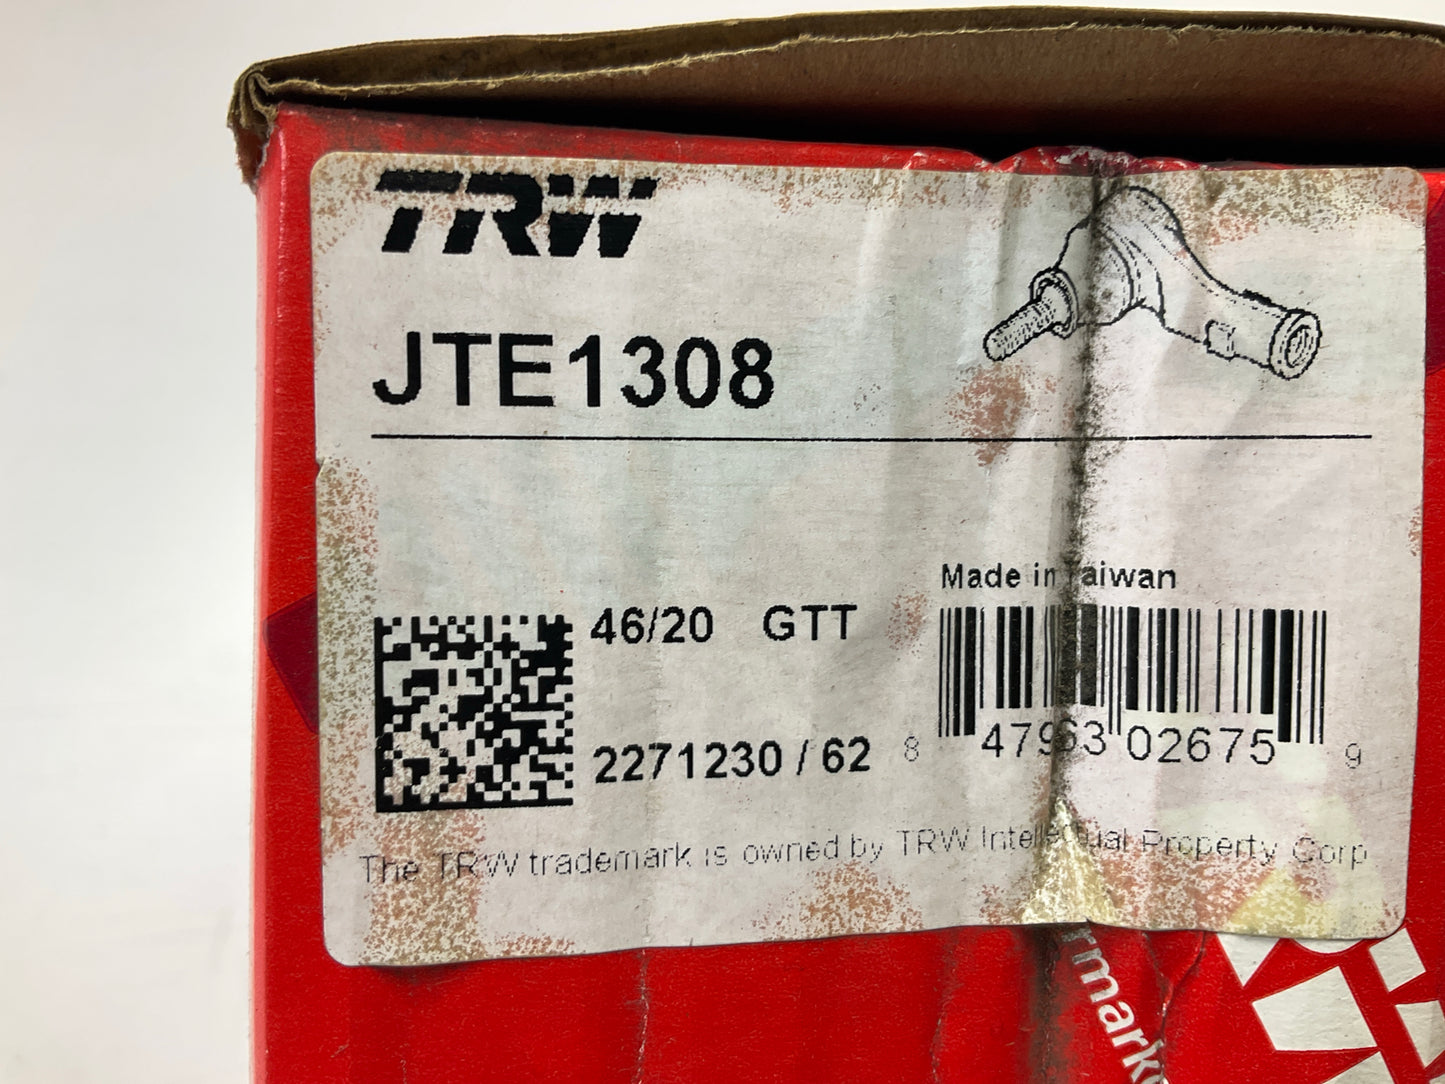 TRW
JTE1308
Made in Taiwan
46/20 GTT
2271230 / 62
8 47963 02675 9
The TRW trademark is owned by TRW Intellectual Property Corp